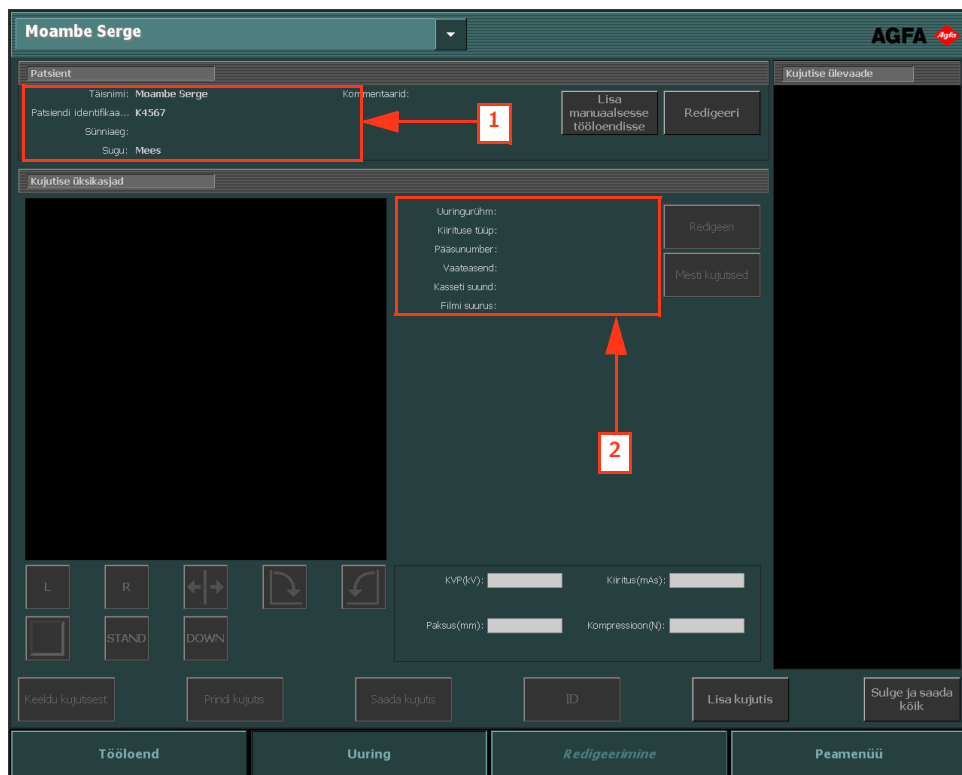 Moambe Serge
AGFA
Agfa
Patsient
Kujutise ülevaade
Täisnimi: Moambe Serge
Kommentaarid:
Patsiendi identifikaa... K4567
Sünniaeg:
Sugu: Mees
1
Lisa
manuaalsesse
tööloendisse
Redigeeri
Kujutise üksikasjad
Uuringurühm:
Kiirituse tüüp:
Pääsunumber:
Vaateasend:
Kasseti suund:
Filmi suurus:
Redigeeri
Mesti kujutised
2
L
R
STAND
DOWN
KVP(kV):
Kiiritus(mAs):
Paksus(mm):
Kompressioon(N):
Keeldu kujutisest
Prindi kujutis
Saada kujutis
ID
Lisa kujutis
Sulge ja saada
kõik
Tööloend
Uuring
Redigeerimine
Peamenüü